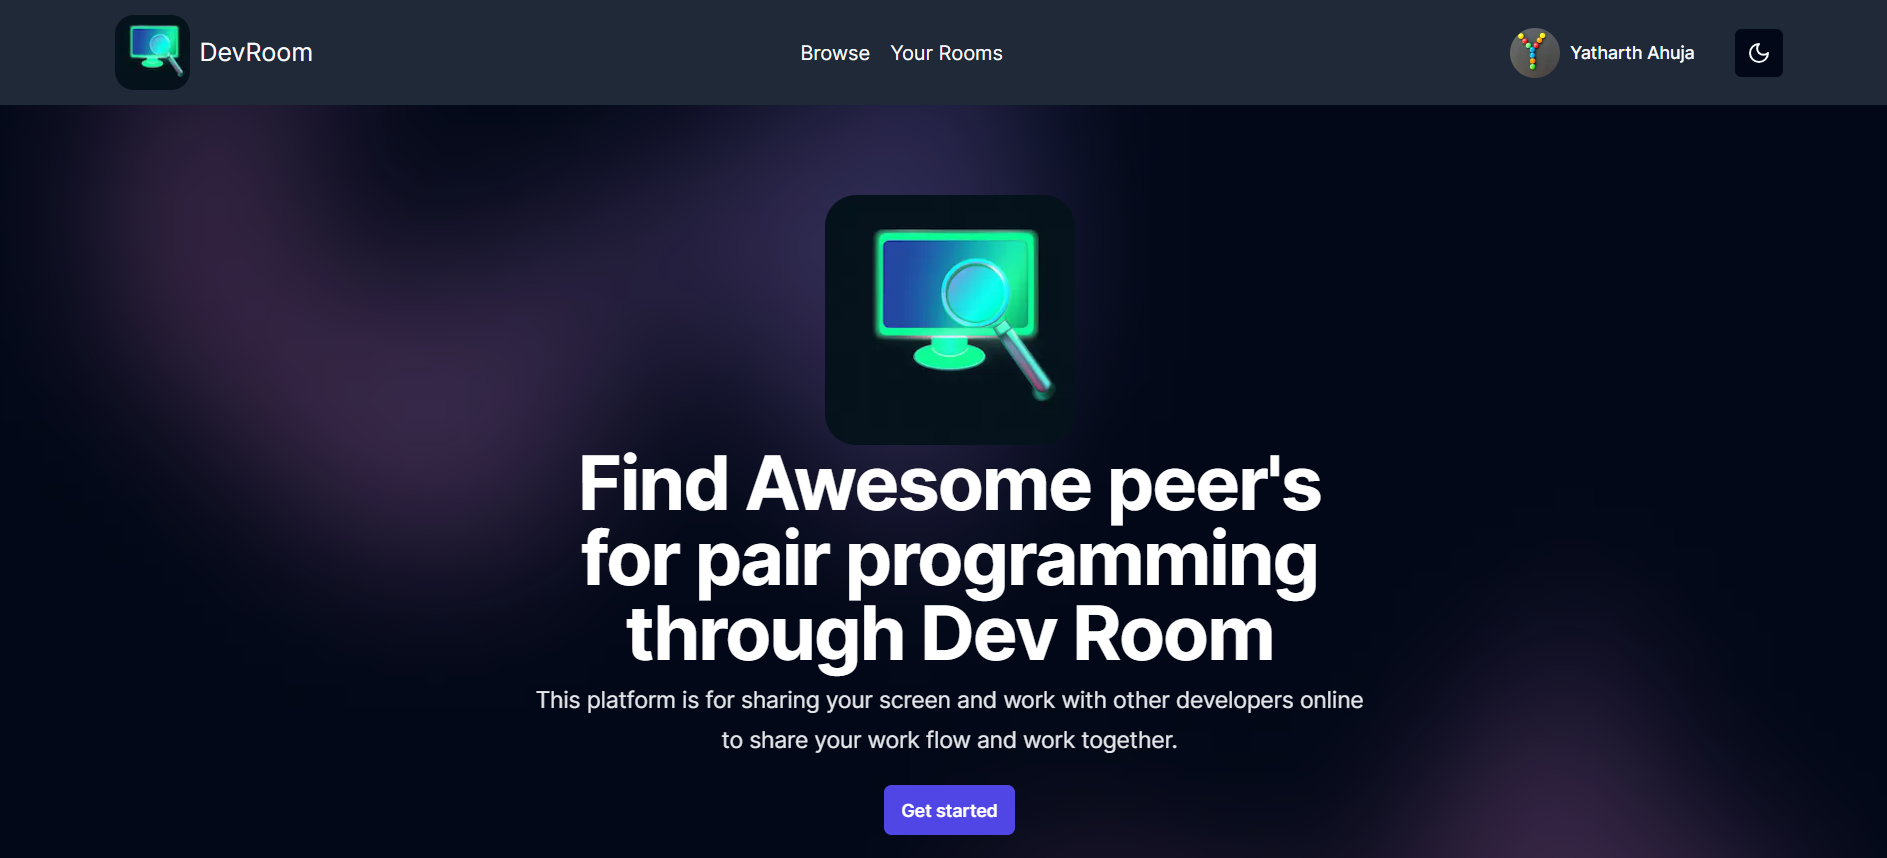 DevRoom
Browse Your Rooms
Yatharth Ahuja
Find Awesome peer's
for pair programming
through Dev Room
This platform is for sharing your screen and work with other developers online
to share your work flow and work together.
Get started